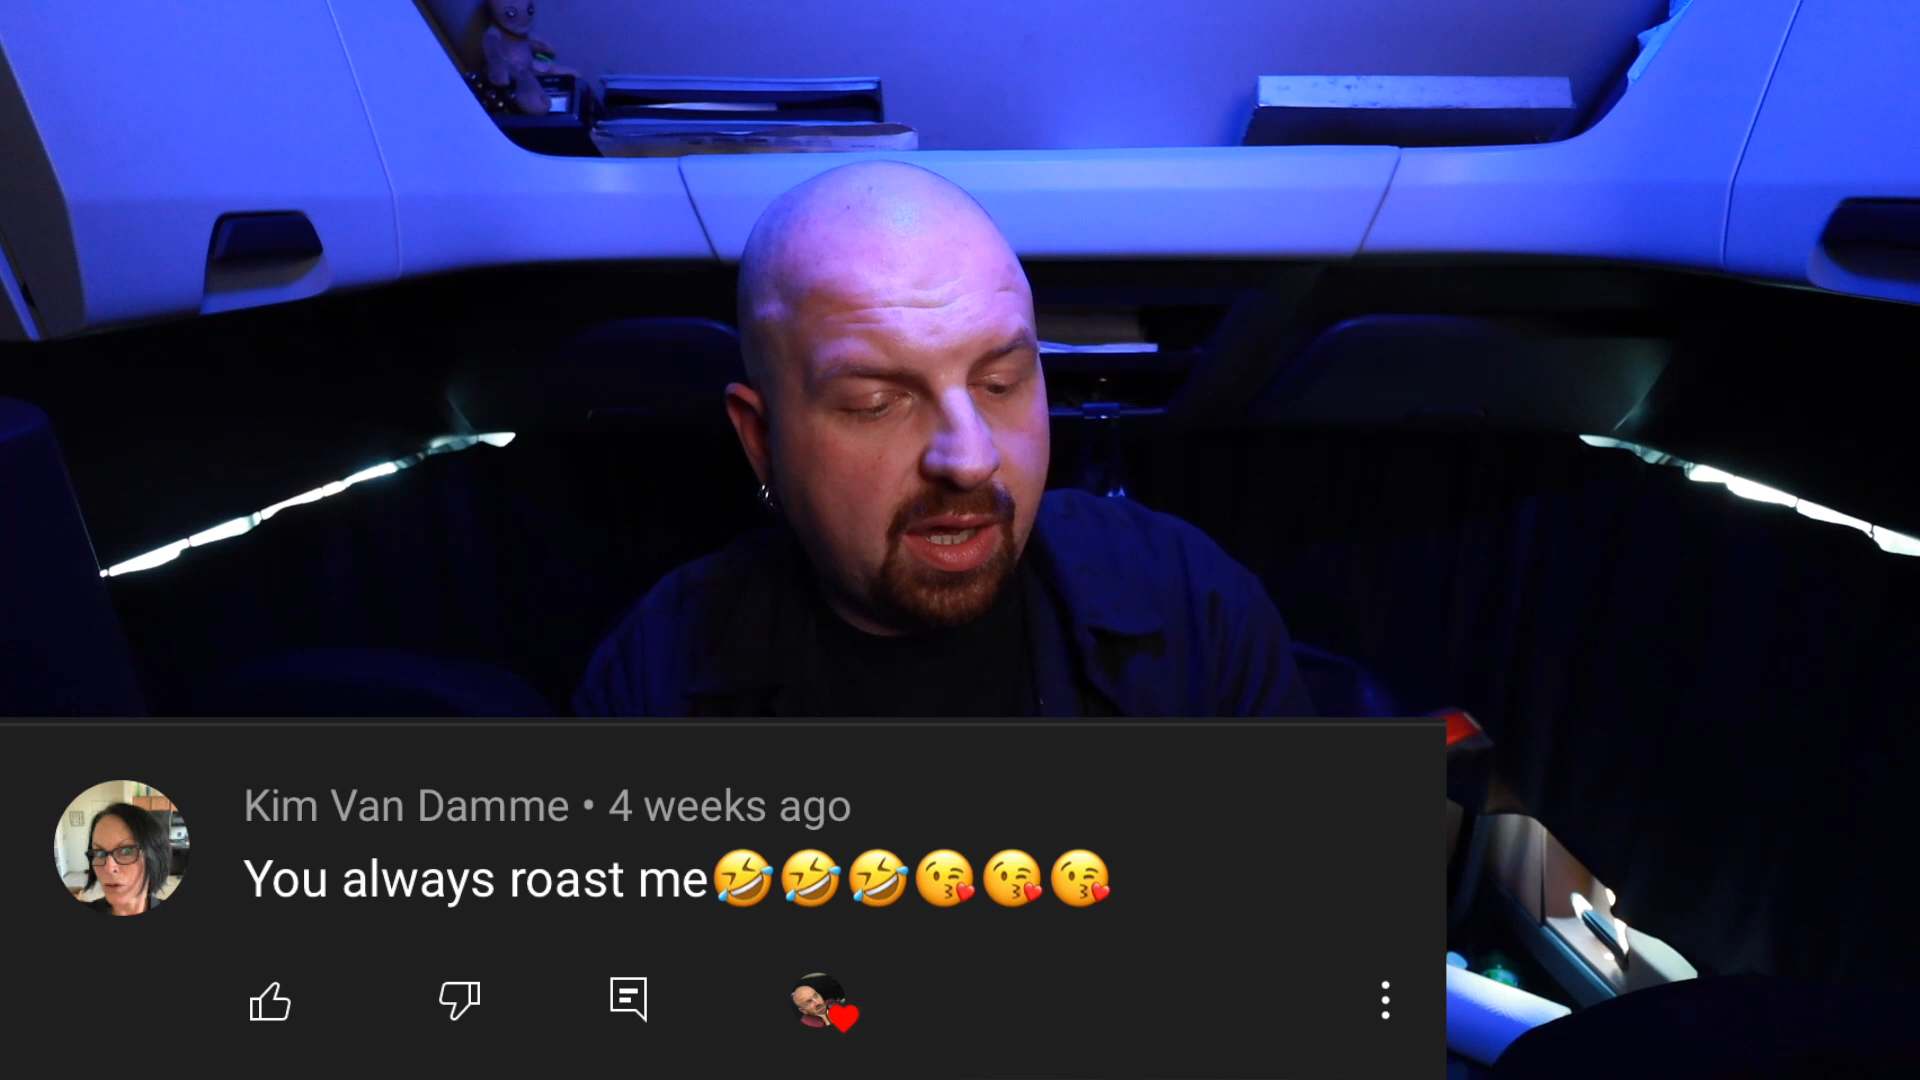 Kim Van Damme • 4 weeks ago
You always roast me🤣🤣🤣😘😘😘